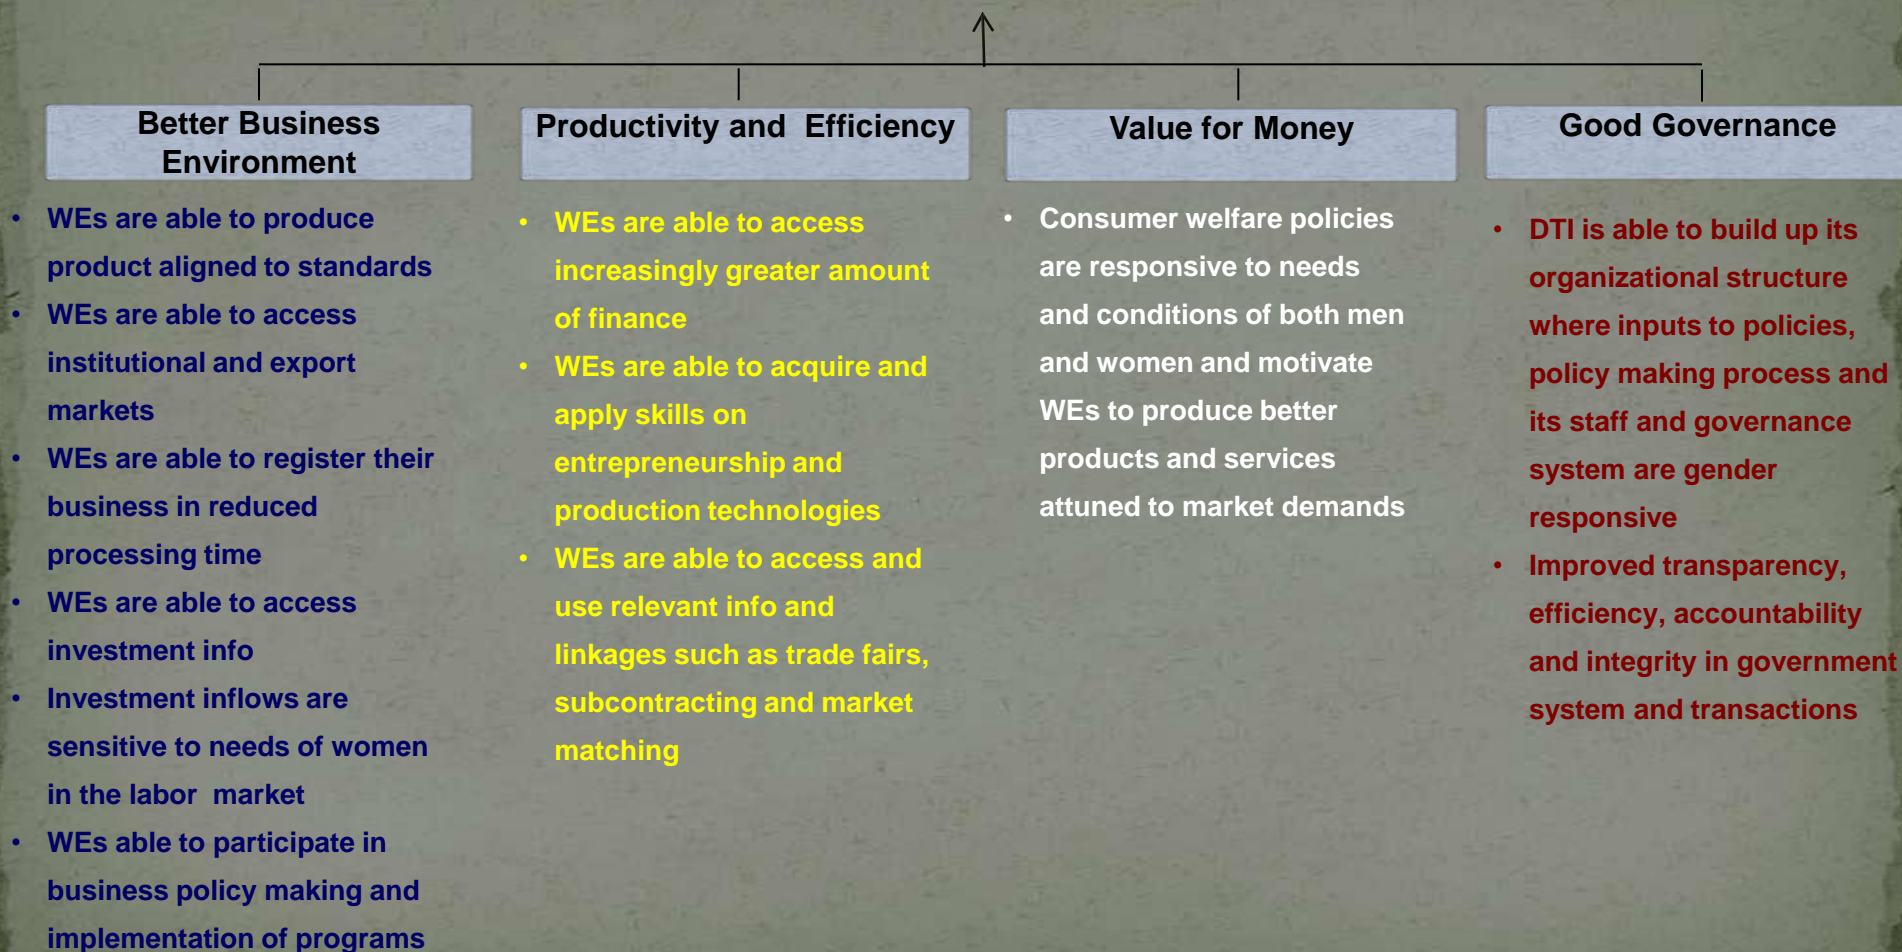 Better Business
Environment
• WEs are able to produce
product aligned to standards
• WEs are able to access
institutional and export
markets
• WEs are able to register their
business in reduced
processing time
• WEs are able to access
investment info
• Investment inflows are
sensitive to needs of women
in the labor market
• WEs able to participate in
business policy making and
implementation of programs
Productivity and Efficiency
• WEs are able to access
increasingly greater amount
of finance
• WEs are able to acquire and
apply skills on
entrepreneurship and
production technologies
• WEs are able to access and
use relevant info and
linkages such as trade fairs,
subcontracting and market
matching
Value for Money
• Consumer welfare policies
are responsive to needs
and conditions of both men
and women and motivate
WEs to produce better
products and services
attuned to market demands
Good Governance
• DTI is able to build up its
organizational structure
where inputs to policies,
policy making process and
its staff and governance
system are gender
responsive
• Improved transparency,
efficiency, accountability
and integrity in government
system and transactions